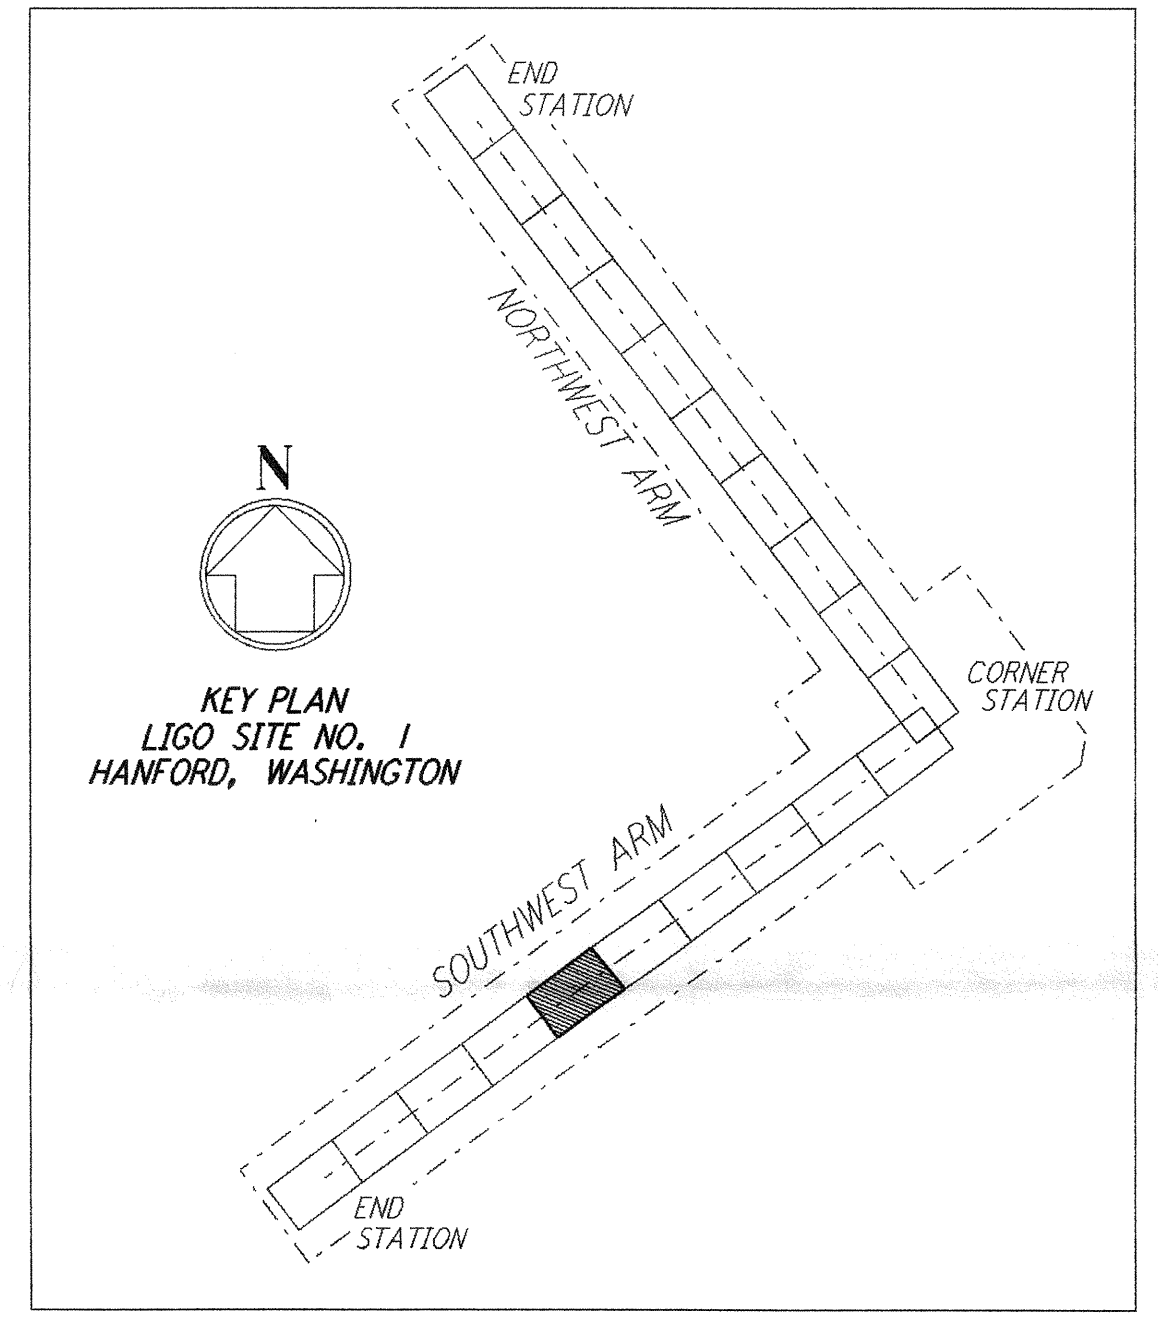 END
STATION
NORTHWEST ARM
N
CORNER
STATION
KEY PLAN
LIGO SITE NO. 1
HANFORD, WASHINGTON
SOUTHWEST ARM
END
STATION